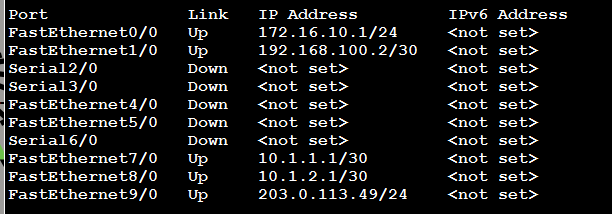 Port Link IP Address IPv6 Address
FastEthernet0/0 Up 172.16.10.1/24 <not set>
FastEthernet1/0 Up 192.168.100.2/30 <not set>
Serial2/0 Down <not set> <not set>
Serial3/0 Down <not set> <not set>
FastEthernet4/0 Down <not set> <not set>
FastEthernet5/0 Down <not set> <not set>
Serial6/0 Down <not set> <not set>
FastEthernet7/0 Up 10.1.1.1/30 <not set>
FastEthernet8/0 Up 10.1.2.1/30 <not set>
FastEthernet9/0 Up 203.0.113.49/24 <not set>